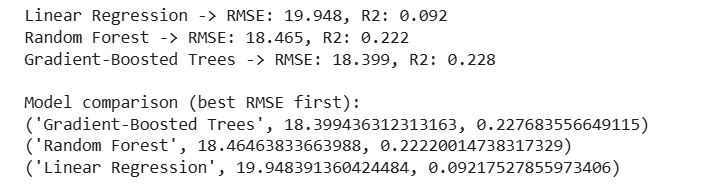 Linear Regression -> RMSE: 19.948, R2: 0.092
Random Forest -> RMSE: 18.465, R2: 0.222
Gradient-Boosted Trees -> RMSE: 18.399, R2: 0.228
Model comparison (best RMSE first):
('Gradient-Boosted Trees', 18.399436312313163, 0.227683556649115)
('Random Forest', 18.46463833663988, 0.22220014738317329)
('Linear Regression', 19.948391360424484, 0.09217527855973406)